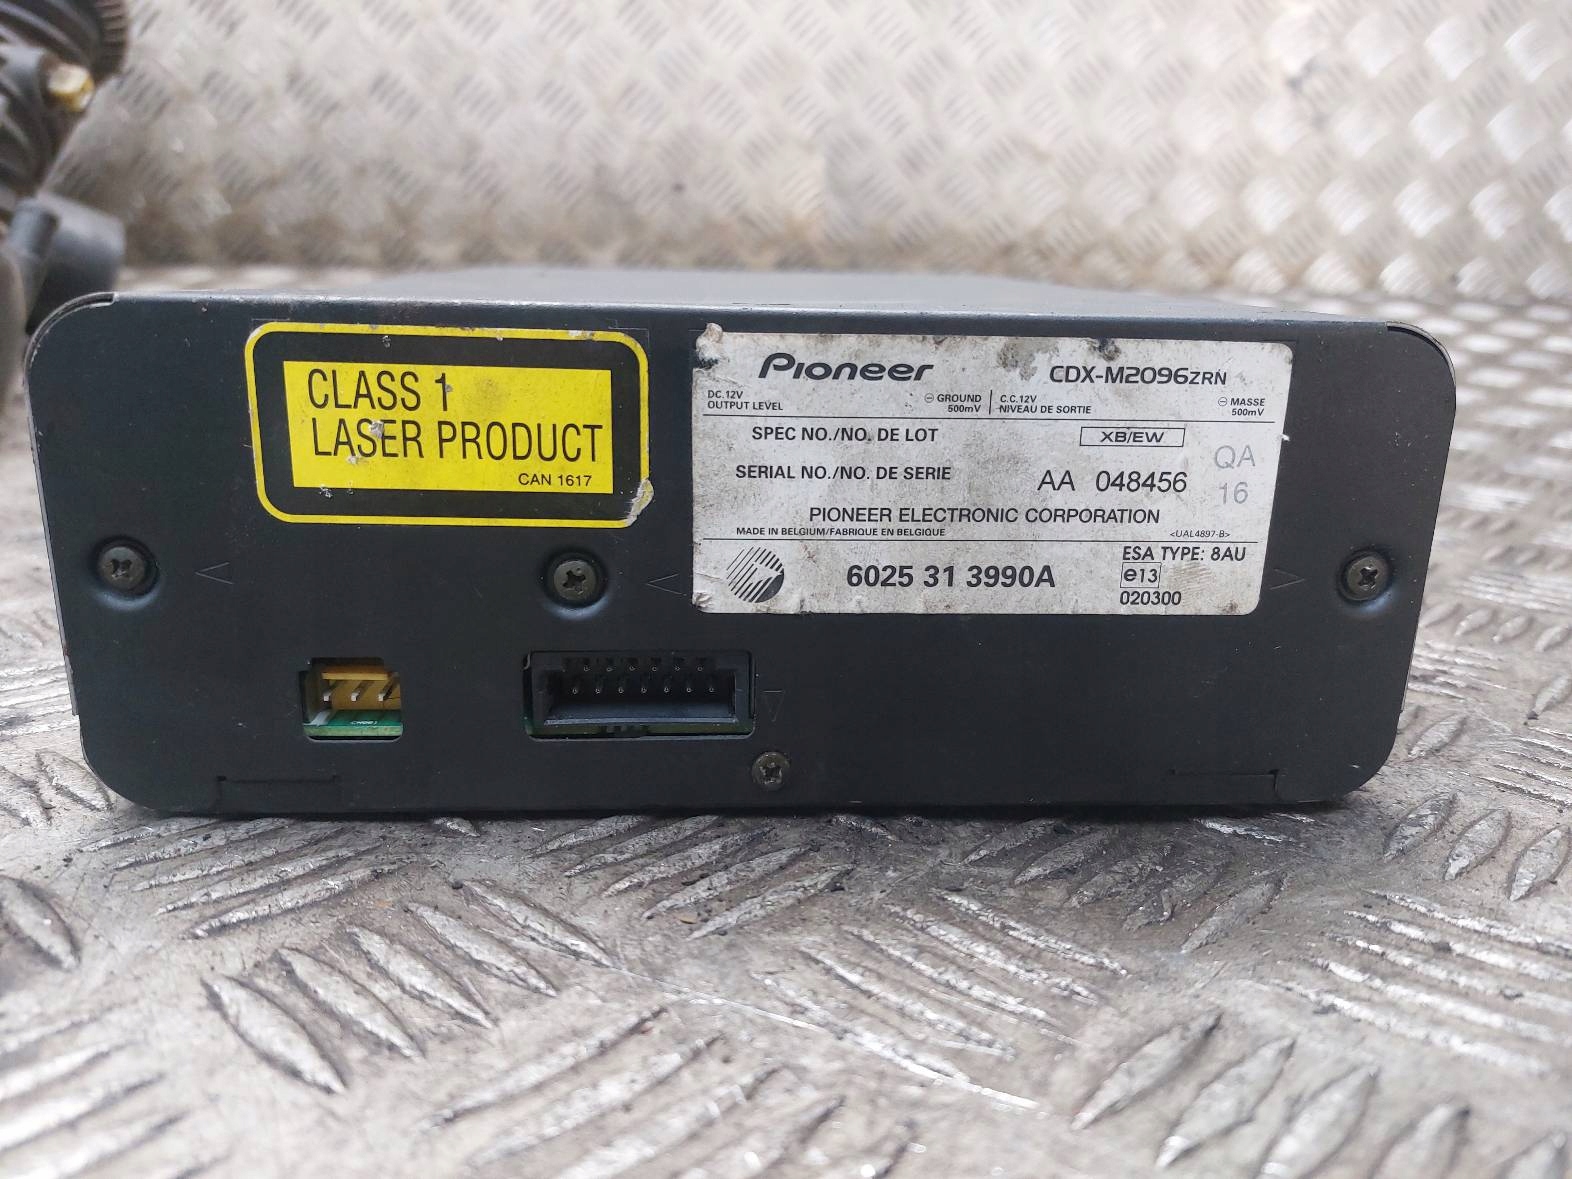 CLASS 1
LASER PRODUCT
CAN 1617
Pioneer CDX-M2096ZRN
DC.12V ⊖ GROUND C.C.12V ⊖ MASSE
OUTPUT LEVEL 500mV NIVEAU DE SORTIE 500mV
SPEC NO./NO. DE LOT XB/EW
SERIAL NO./NO. DE SERIE AA 048456
QA
16
PIONEER ELECTRONIC CORPORATION
MADE IN BELGIUM/FABRIQUE EN BELGIQUE <UAL4897-B>
6025 31 3990A
ESA TYPE: 8AU
e13
020300